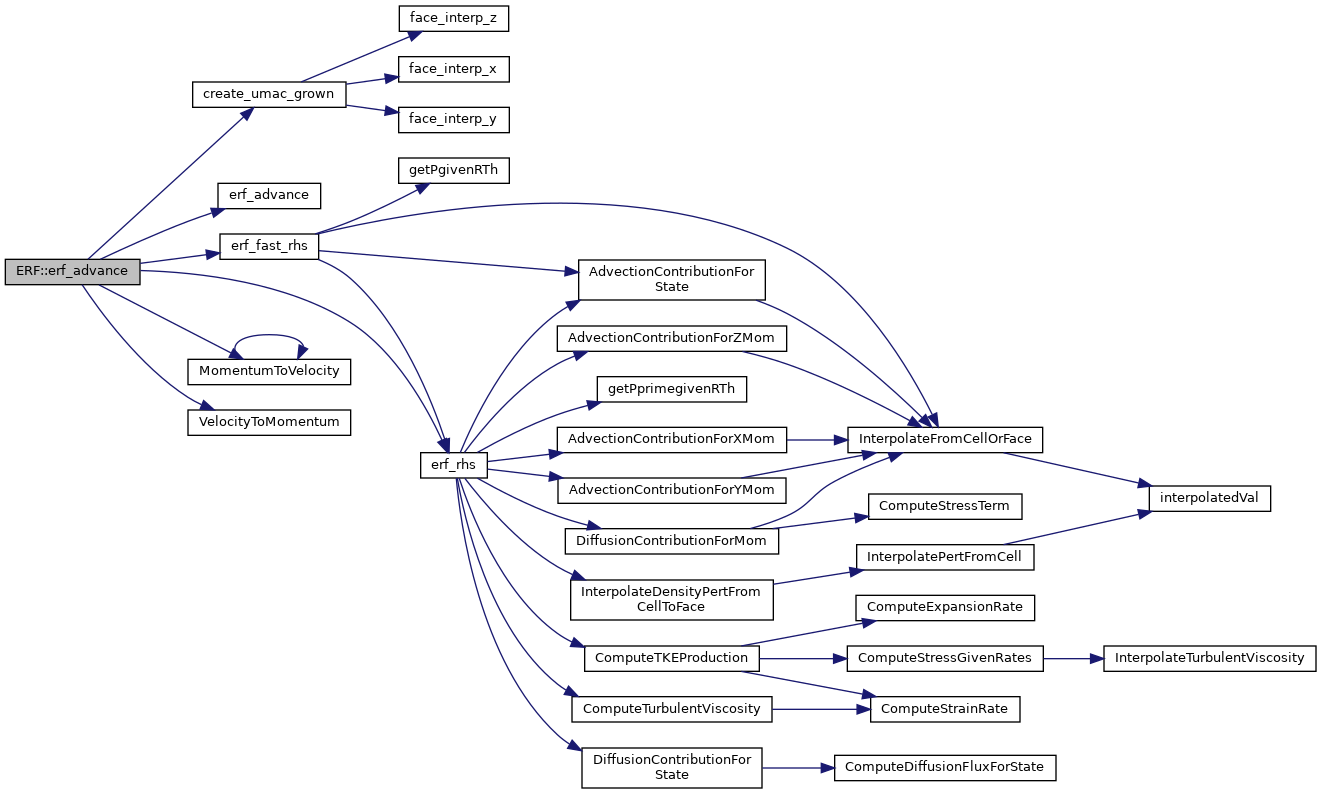 face_interp_z
face_interp_x
create_umac_grown
face_interp_y
getPgivenRTh
erf_advance
erf_fast_rhs
ERF::erf_advance
AdvectionContributionFor
State
AdvectionContributionForZMom
MomentumToVelocity
getPprimegivenRTh
VelocityToMomentum
AdvectionContributionForXMom
InterpolateFromCellOrFace
erf_rhs
AdvectionContributionForYMom
interpolatedVal
ComputeStressTerm
DiffusionContributionForMom
InterpolatePertFromCell
InterpolateDensityPertFrom
CellToFace
ComputeExpansionRate
ComputeTKEProduction
ComputeStressGivenRates
InterpolateTurbulentViscosity
ComputeTurbulentViscosity
ComputeStrainRate
DiffusionContributionFor
State
ComputeDiffusionFluxForState